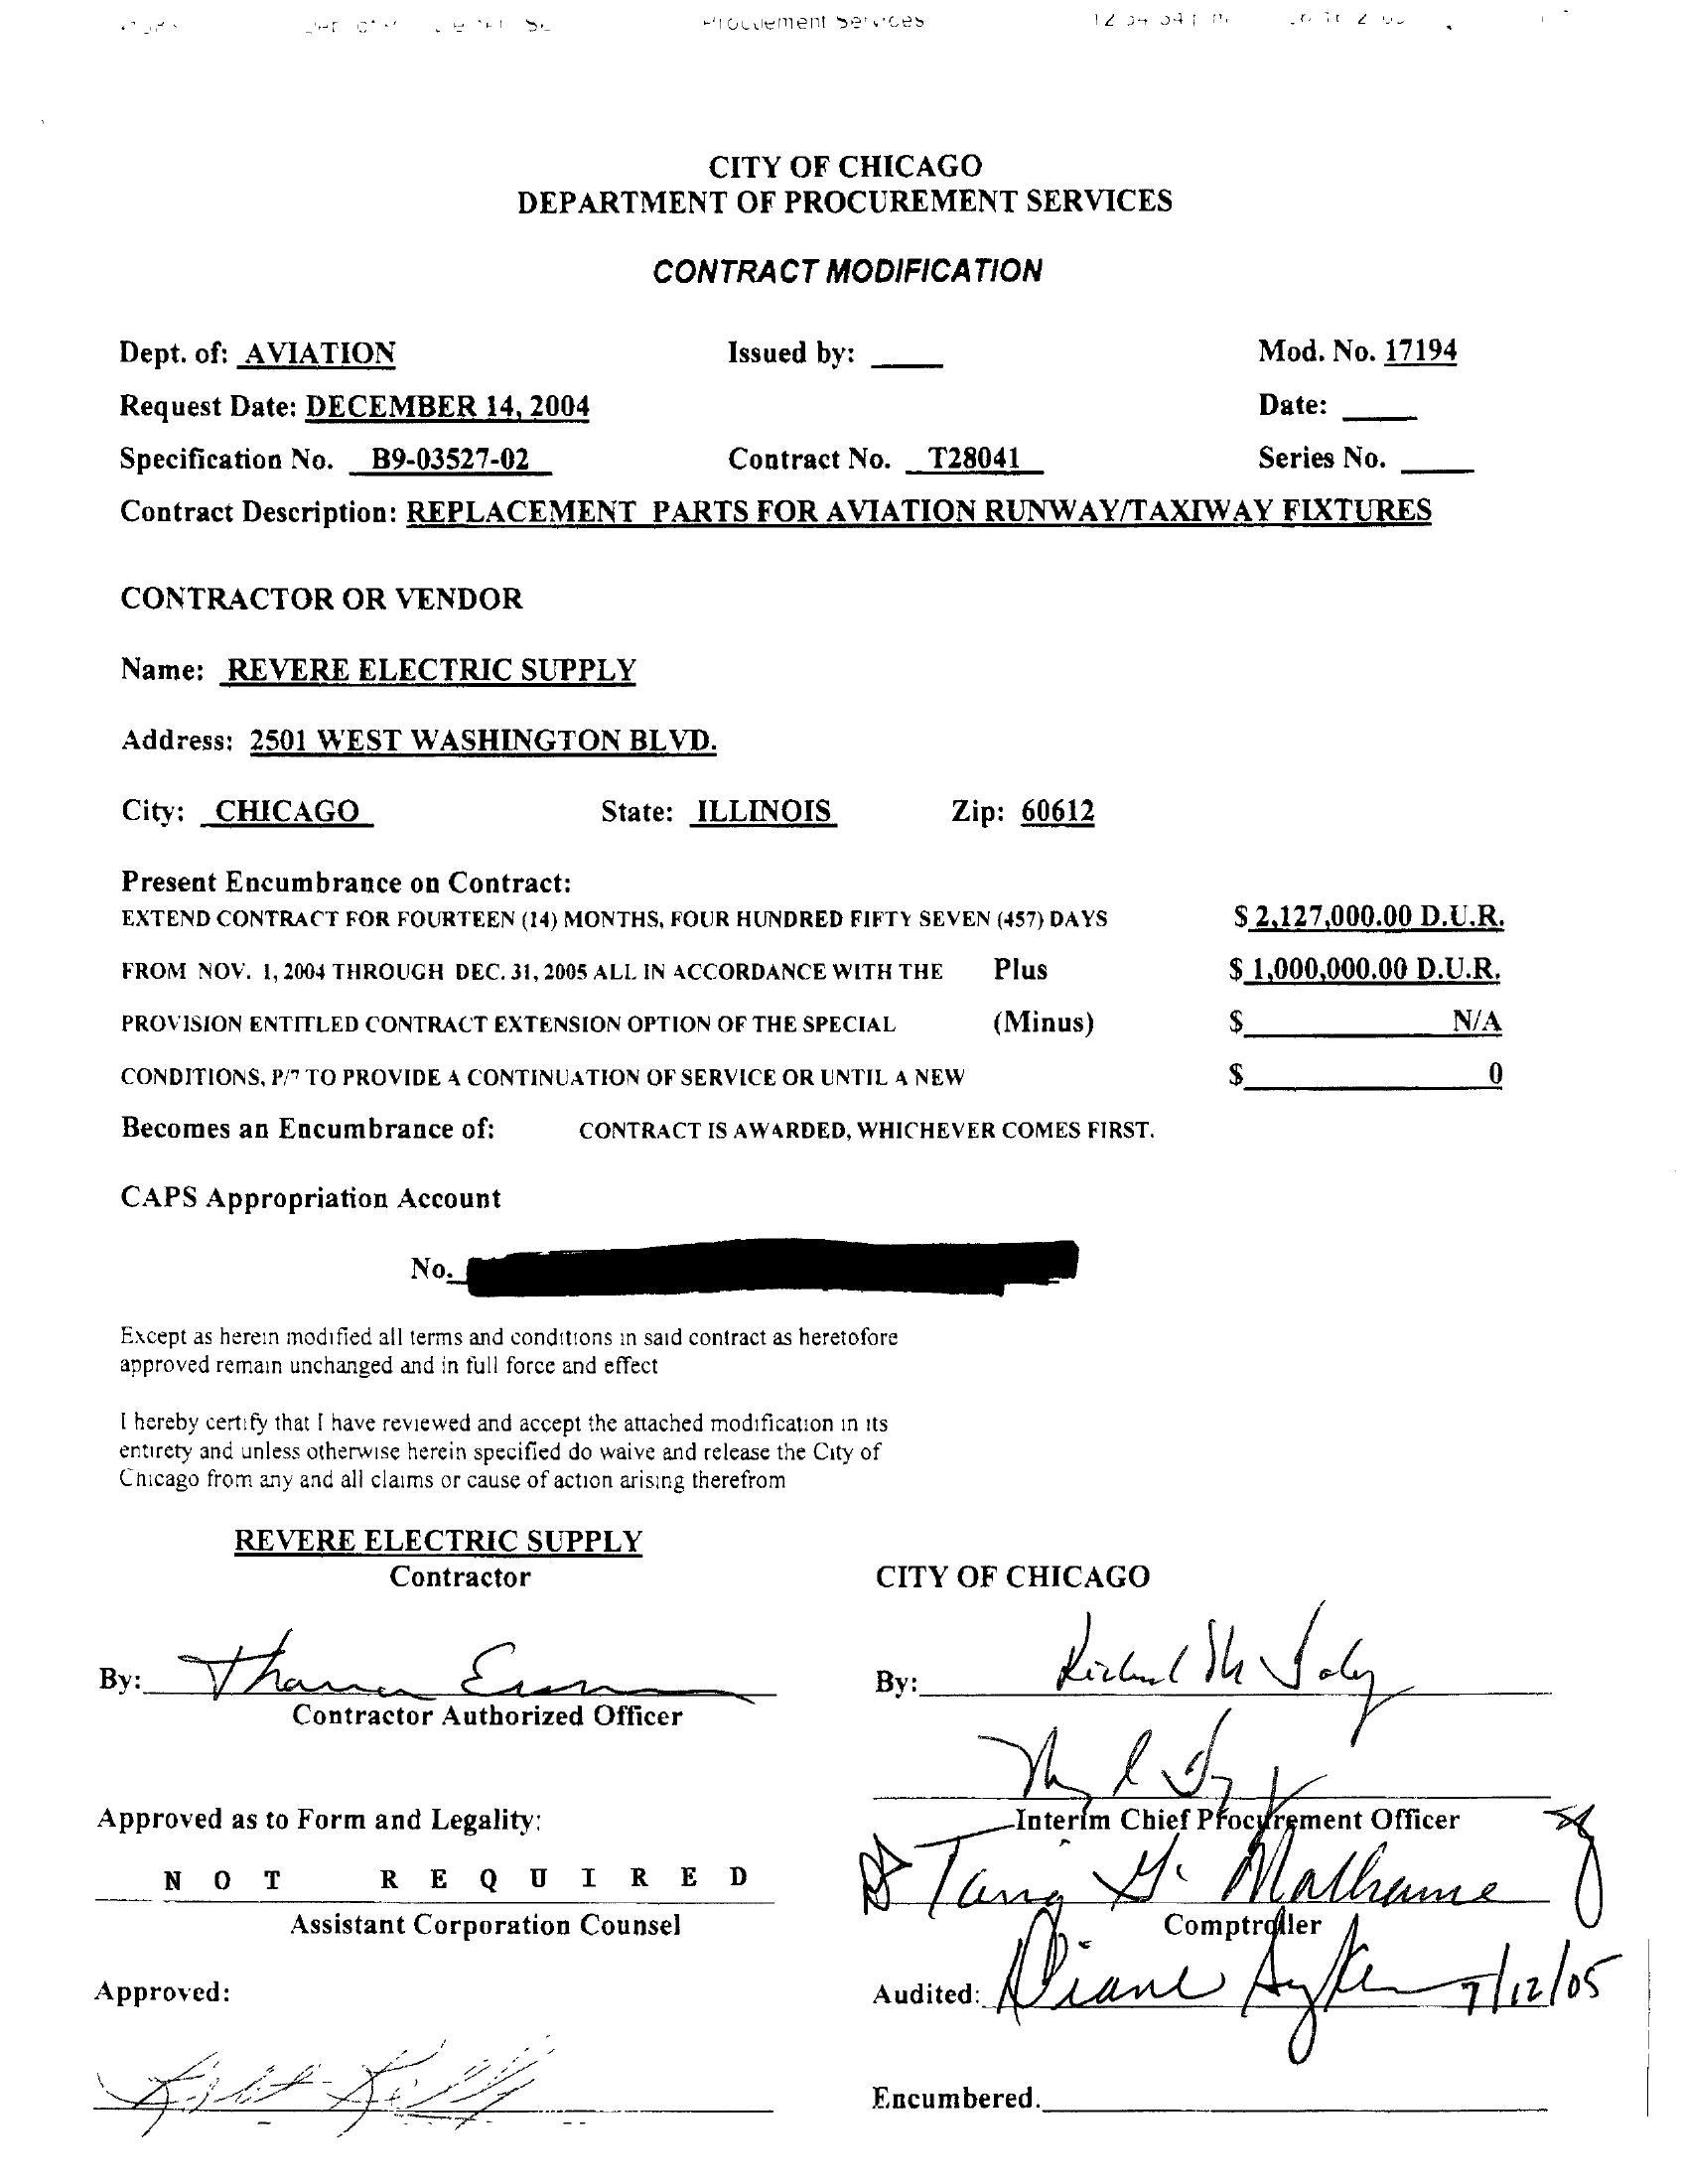 Procurement Services
CITY OF CHICAGO
DEPARTMENT OF PROCUREMENT SERVICES
CONTRACT MODIFICATION
Dept. of: AVIATION Issued by: ____ Mod. No. 17194
Request Date: DECEMBER 14, 2004 Date: ____
Specification No. B9-03527-02 Contract No. T28041 Series No. ____
Contract Description: REPLACEMENT PARTS FOR AVIATION RUNWAY/TAXIWAY FIXTURES
CONTRACTOR OR VENDOR
Name: REVERE ELECTRIC SUPPLY
Address: 2501 WEST WASHINGTON BLVD.
City: CHICAGO State: ILLINOIS Zip: 60612
Present Encumbrance on Contract:
EXTEND CONTRACT FOR FOURTEEN (14) MONTHS, FOUR HUNDRED FIFTY SEVEN (457) DAYS $ 2,127,000.00 D.U.R.
FROM NOV. 1, 2004 THROUGH DEC. 31, 2005 ALL IN ACCORDANCE WITH THE Plus $ 1,000,000.00 D.U.R.
PROVISION ENTITLED CONTRACT EXTENSION OPTION OF THE SPECIAL (Minus) $ N/A
CONDITIONS, P/7 TO PROVIDE A CONTINUATION OF SERVICE OR UNTIL A NEW $ 0
Becomes an Encumbrance of: CONTRACT IS AWARDED, WHICHEVER COMES FIRST.
CAPS Appropriation Account
No.
Except as herein modified all terms and conditions in said contract as heretofore
approved remain unchanged and in full force and effect
I hereby certify that I have reviewed and accept the attached modification in its
entirety and unless otherwise herein specified do waive and release the City of
Chicago from any and all claims or cause of action arising therefrom
REVERE ELECTRIC SUPPLY
Contractor CITY OF CHICAGO
By: By: Richard M Daley
Contractor Authorized Officer
Approved as to Form and Legality: Interim Chief Procurement Officer
NOT REQUIRED
Assistant Corporation Counsel Comptroller
Approved: Audited: Diane 7/12/05
Encumbered.